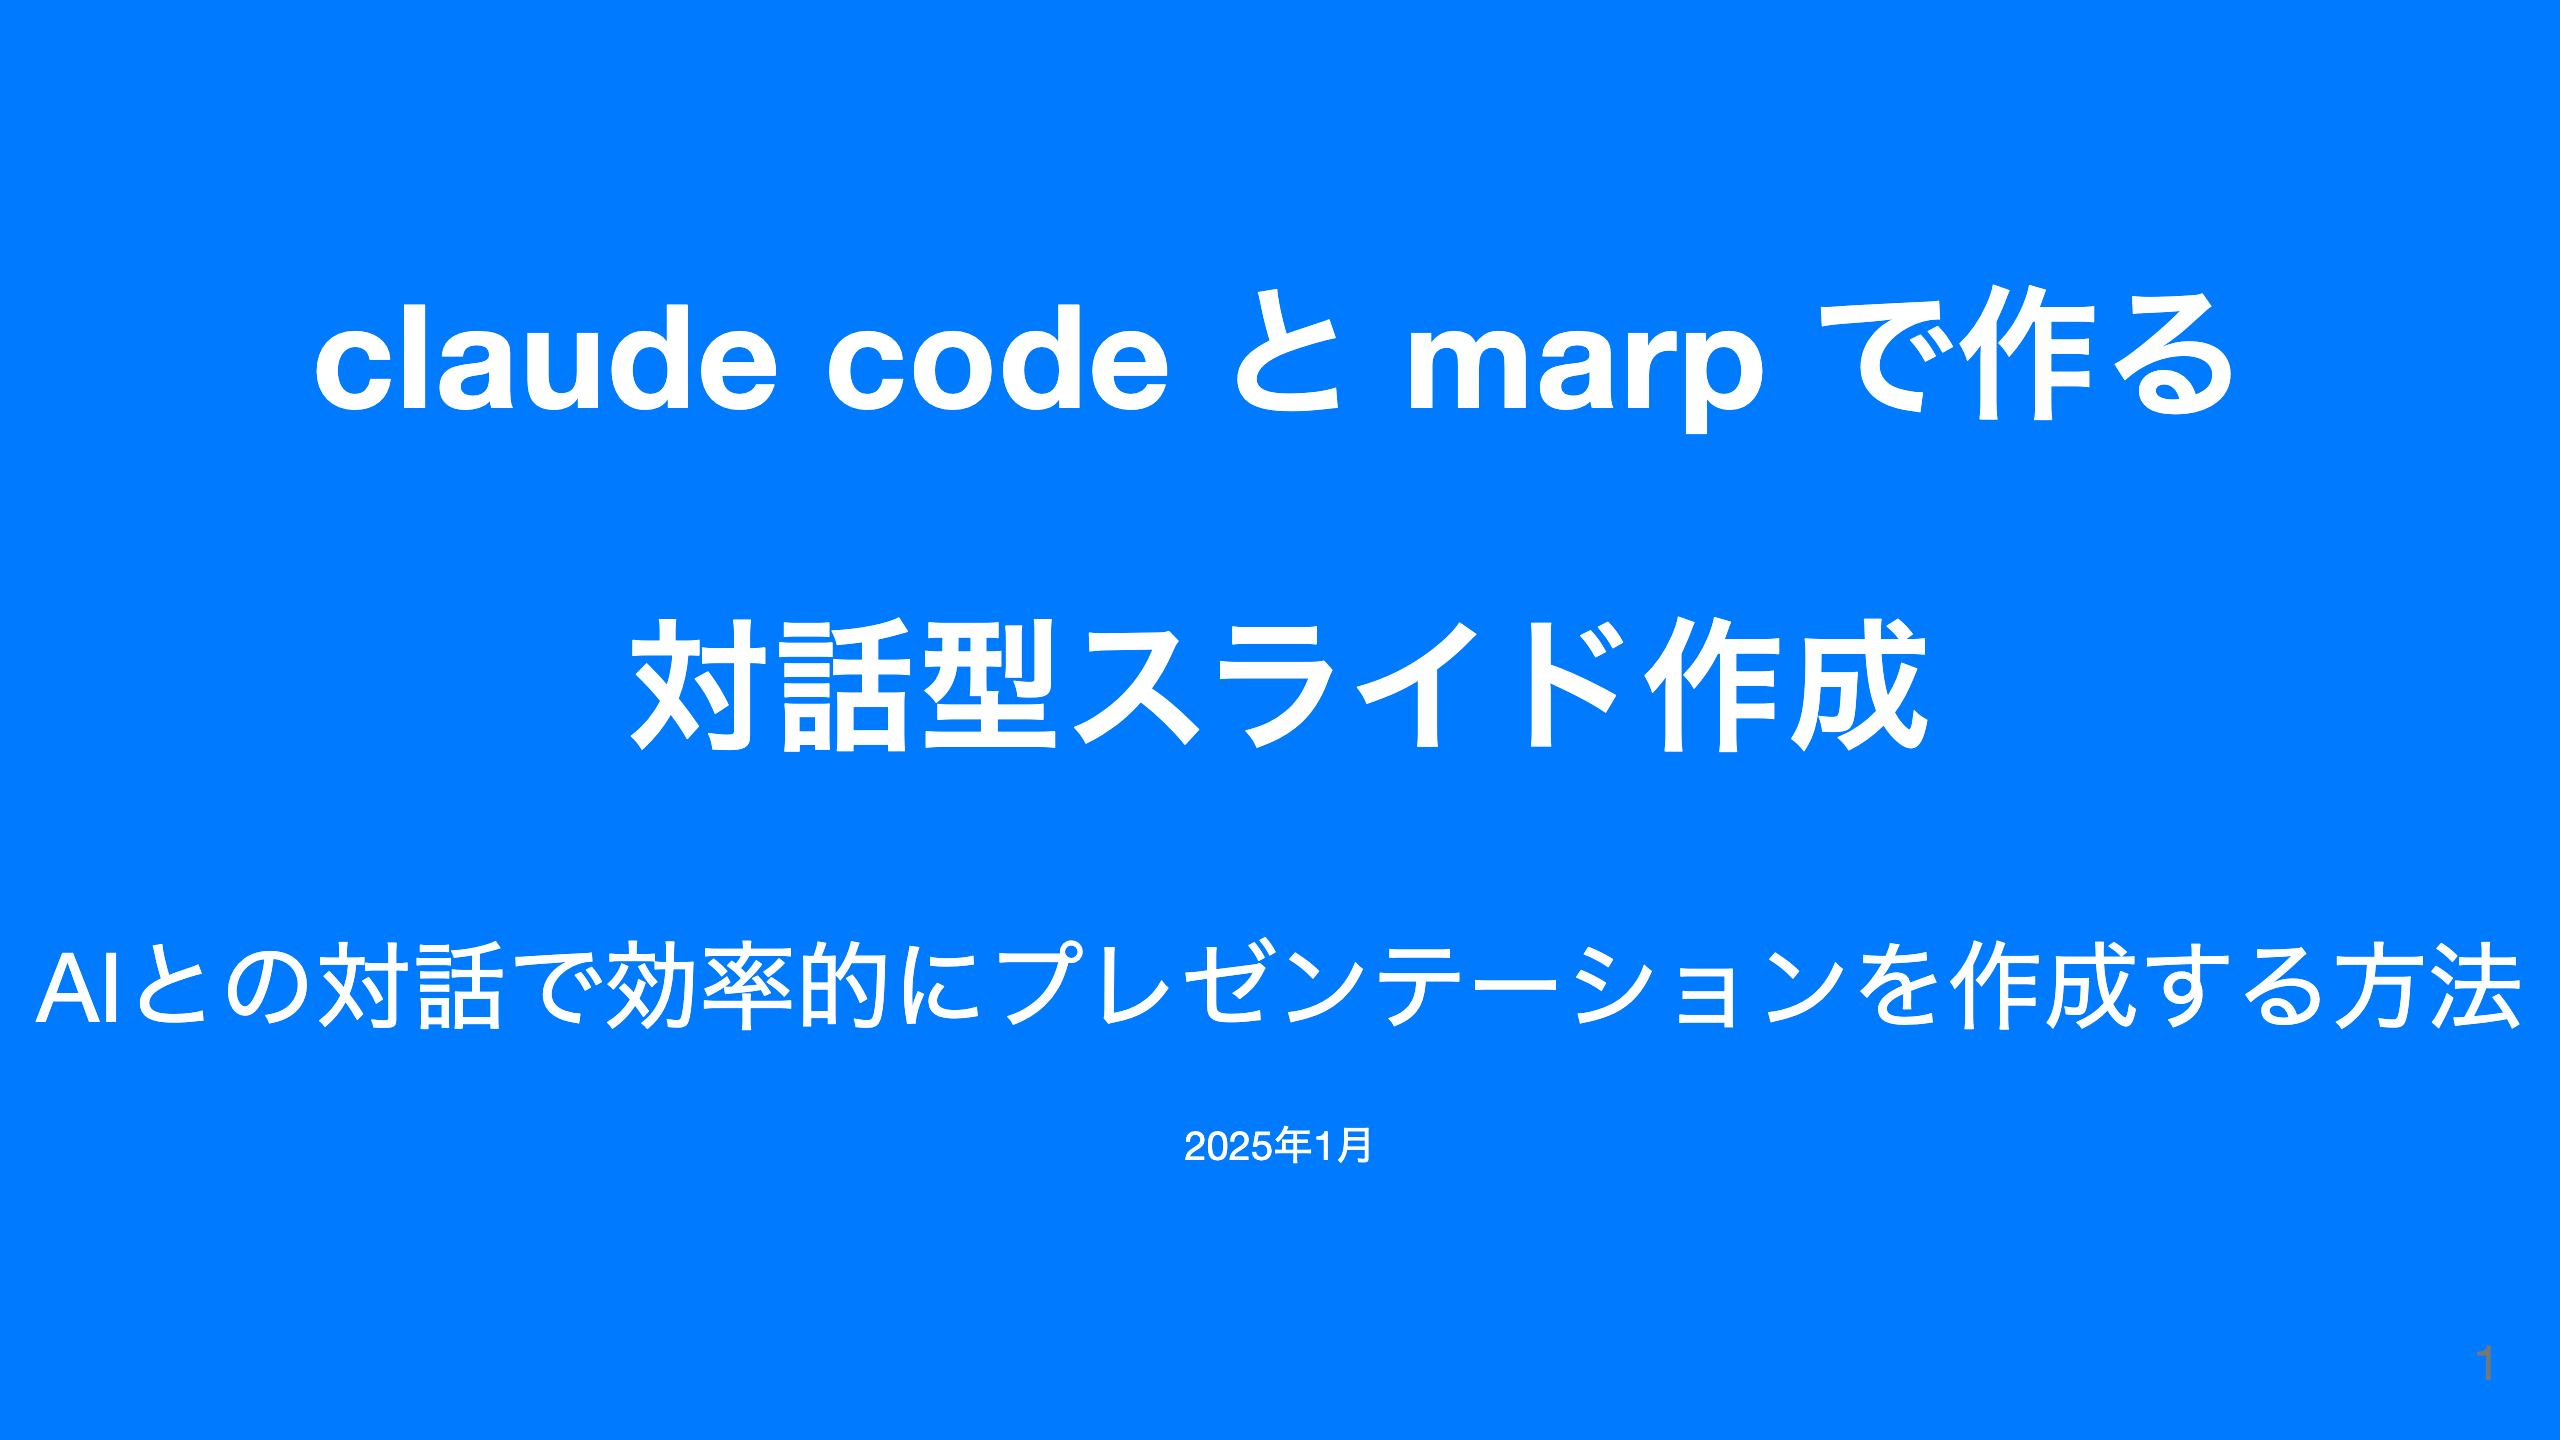 claude code と marp で作る
対話型スライド作成
AIとの対話で効率的にプレゼンテーションを作成する方法
2025年1月
1